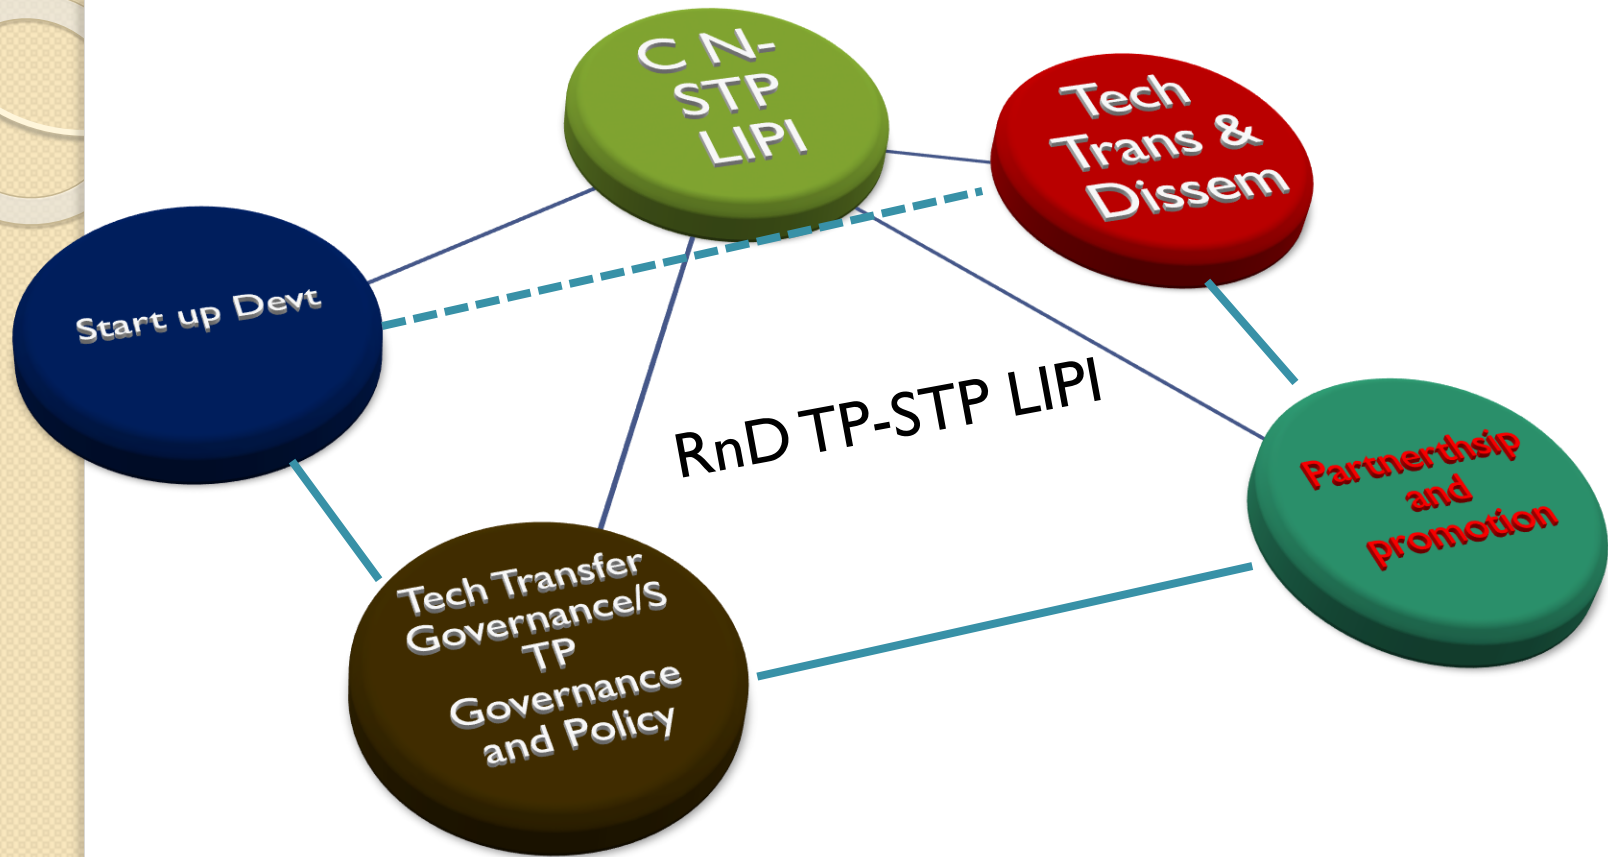 C N-
STP
LIPI
Tech
Trans &
Dissem
Start up Devt
RnD TP-STP LIPI
Partnerthsip
and
promotion
Tech Transfer
Governance/S
TP
Governance
and Policy